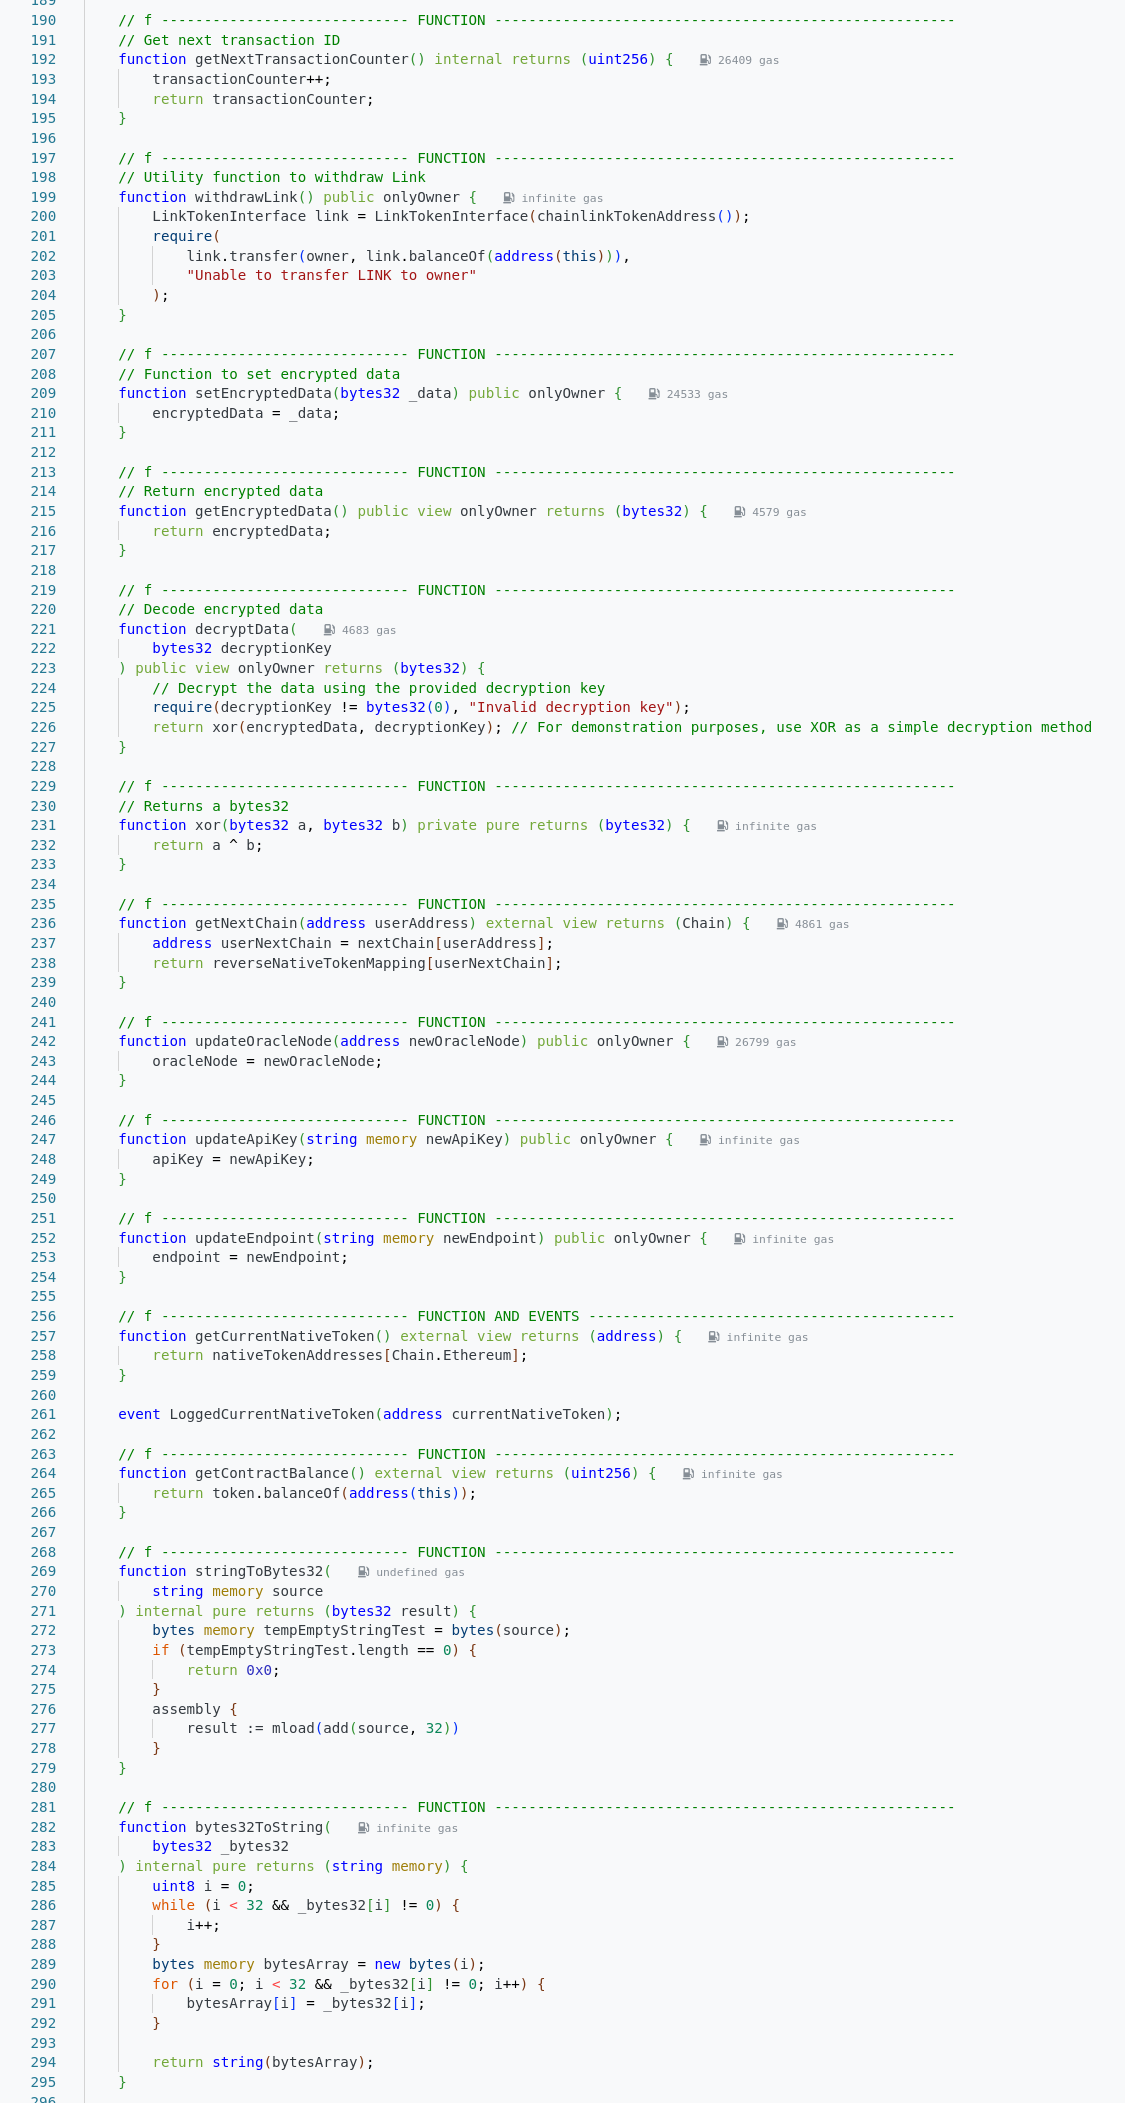 189
190 // f ----------------------------- FUNCTION ------------------------------------------------------
191 // Get next transaction ID
192 function getNextTransactionCounter() internal returns (uint256) { 26409 gas
193 transactionCounter++;
194 return transactionCounter;
195 }
196
197 // f ----------------------------- FUNCTION ------------------------------------------------------
198 // Utility function to withdraw Link
199 function withdrawLink() public onlyOwner { infinite gas
200 LinkTokenInterface link = LinkTokenInterface(chainlinkTokenAddress());
201 require(
202 link.transfer(owner, link.balanceOf(address(this))),
203 "Unable to transfer LINK to owner"
204 );
205 }
206
207 // f ----------------------------- FUNCTION ------------------------------------------------------
208 // Function to set encrypted data
209 function setEncryptedData(bytes32 _data) public onlyOwner { 24533 gas
210 encryptedData = _data;
211 }
212
213 // f ----------------------------- FUNCTION ------------------------------------------------------
214 // Return encrypted data
215 function getEncryptedData() public view onlyOwner returns (bytes32) { 4579 gas
216 return encryptedData;
217 }
218
219 // f ----------------------------- FUNCTION ------------------------------------------------------
220 // Decode encrypted data
221 function decryptData( 4683 gas
222 bytes32 decryptionKey
223 ) public view onlyOwner returns (bytes32) {
224 // Decrypt the data using the provided decryption key
225 require(decryptionKey != bytes32(0), "Invalid decryption key");
226 return xor(encryptedData, decryptionKey); // For demonstration purposes, use XOR as a simple decryption method
227 }
228
229 // f ----------------------------- FUNCTION ------------------------------------------------------
230 // Returns a bytes32
231 function xor(bytes32 a, bytes32 b) private pure returns (bytes32) { infinite gas
232 return a ^ b;
233 }
234
235 // f ----------------------------- FUNCTION ------------------------------------------------------
236 function getNextChain(address userAddress) external view returns (Chain) { 4861 gas
237 address userNextChain = nextChain[userAddress];
238 return reverseNativeTokenMapping[userNextChain];
239 }
240
241 // f ----------------------------- FUNCTION ------------------------------------------------------
242 function updateOracleNode(address newOracleNode) public onlyOwner { 26799 gas
243 oracleNode = newOracleNode;
244 }
245
246 // f ----------------------------- FUNCTION ------------------------------------------------------
247 function updateApiKey(string memory newApiKey) public onlyOwner { infinite gas
248 apiKey = newApiKey;
249 }
250
251 // f ----------------------------- FUNCTION ------------------------------------------------------
252 function updateEndpoint(string memory newEndpoint) public onlyOwner { infinite gas
253 endpoint = newEndpoint;
254 }
255
256 // f ----------------------------- FUNCTION AND EVENTS -------------------------------------------
257 function getCurrentNativeToken() external view returns (address) { infinite gas
258 return nativeTokenAddresses[Chain.Ethereum];
259 }
260
261 event LoggedCurrentNativeToken(address currentNativeToken);
262
263 // f ----------------------------- FUNCTION ------------------------------------------------------
264 function getContractBalance() external view returns (uint256) { infinite gas
265 return token.balanceOf(address(this));
266 }
267
268 // f ----------------------------- FUNCTION ------------------------------------------------------
269 function stringToBytes32( undefined gas
270 string memory source
271 ) internal pure returns (bytes32 result) {
272 bytes memory tempEmptyStringTest = bytes(source);
273 if (tempEmptyStringTest.length == 0) {
274 return 0x0;
275 }
276 assembly {
277 result := mload(add(source, 32))
278 }
279 }
280
281 // f ----------------------------- FUNCTION ------------------------------------------------------
282 function bytes32ToString( infinite gas
283 bytes32 _bytes32
284 ) internal pure returns (string memory) {
285 uint8 i = 0;
286 while (i < 32 && _bytes32[i] != 0) {
287 i++;
288 }
289 bytes memory bytesArray = new bytes(i);
290 for (i = 0; i < 32 && _bytes32[i] != 0; i++) {
291 bytesArray[i] = _bytes32[i];
292 }
293
294 return string(bytesArray);
295 }
296